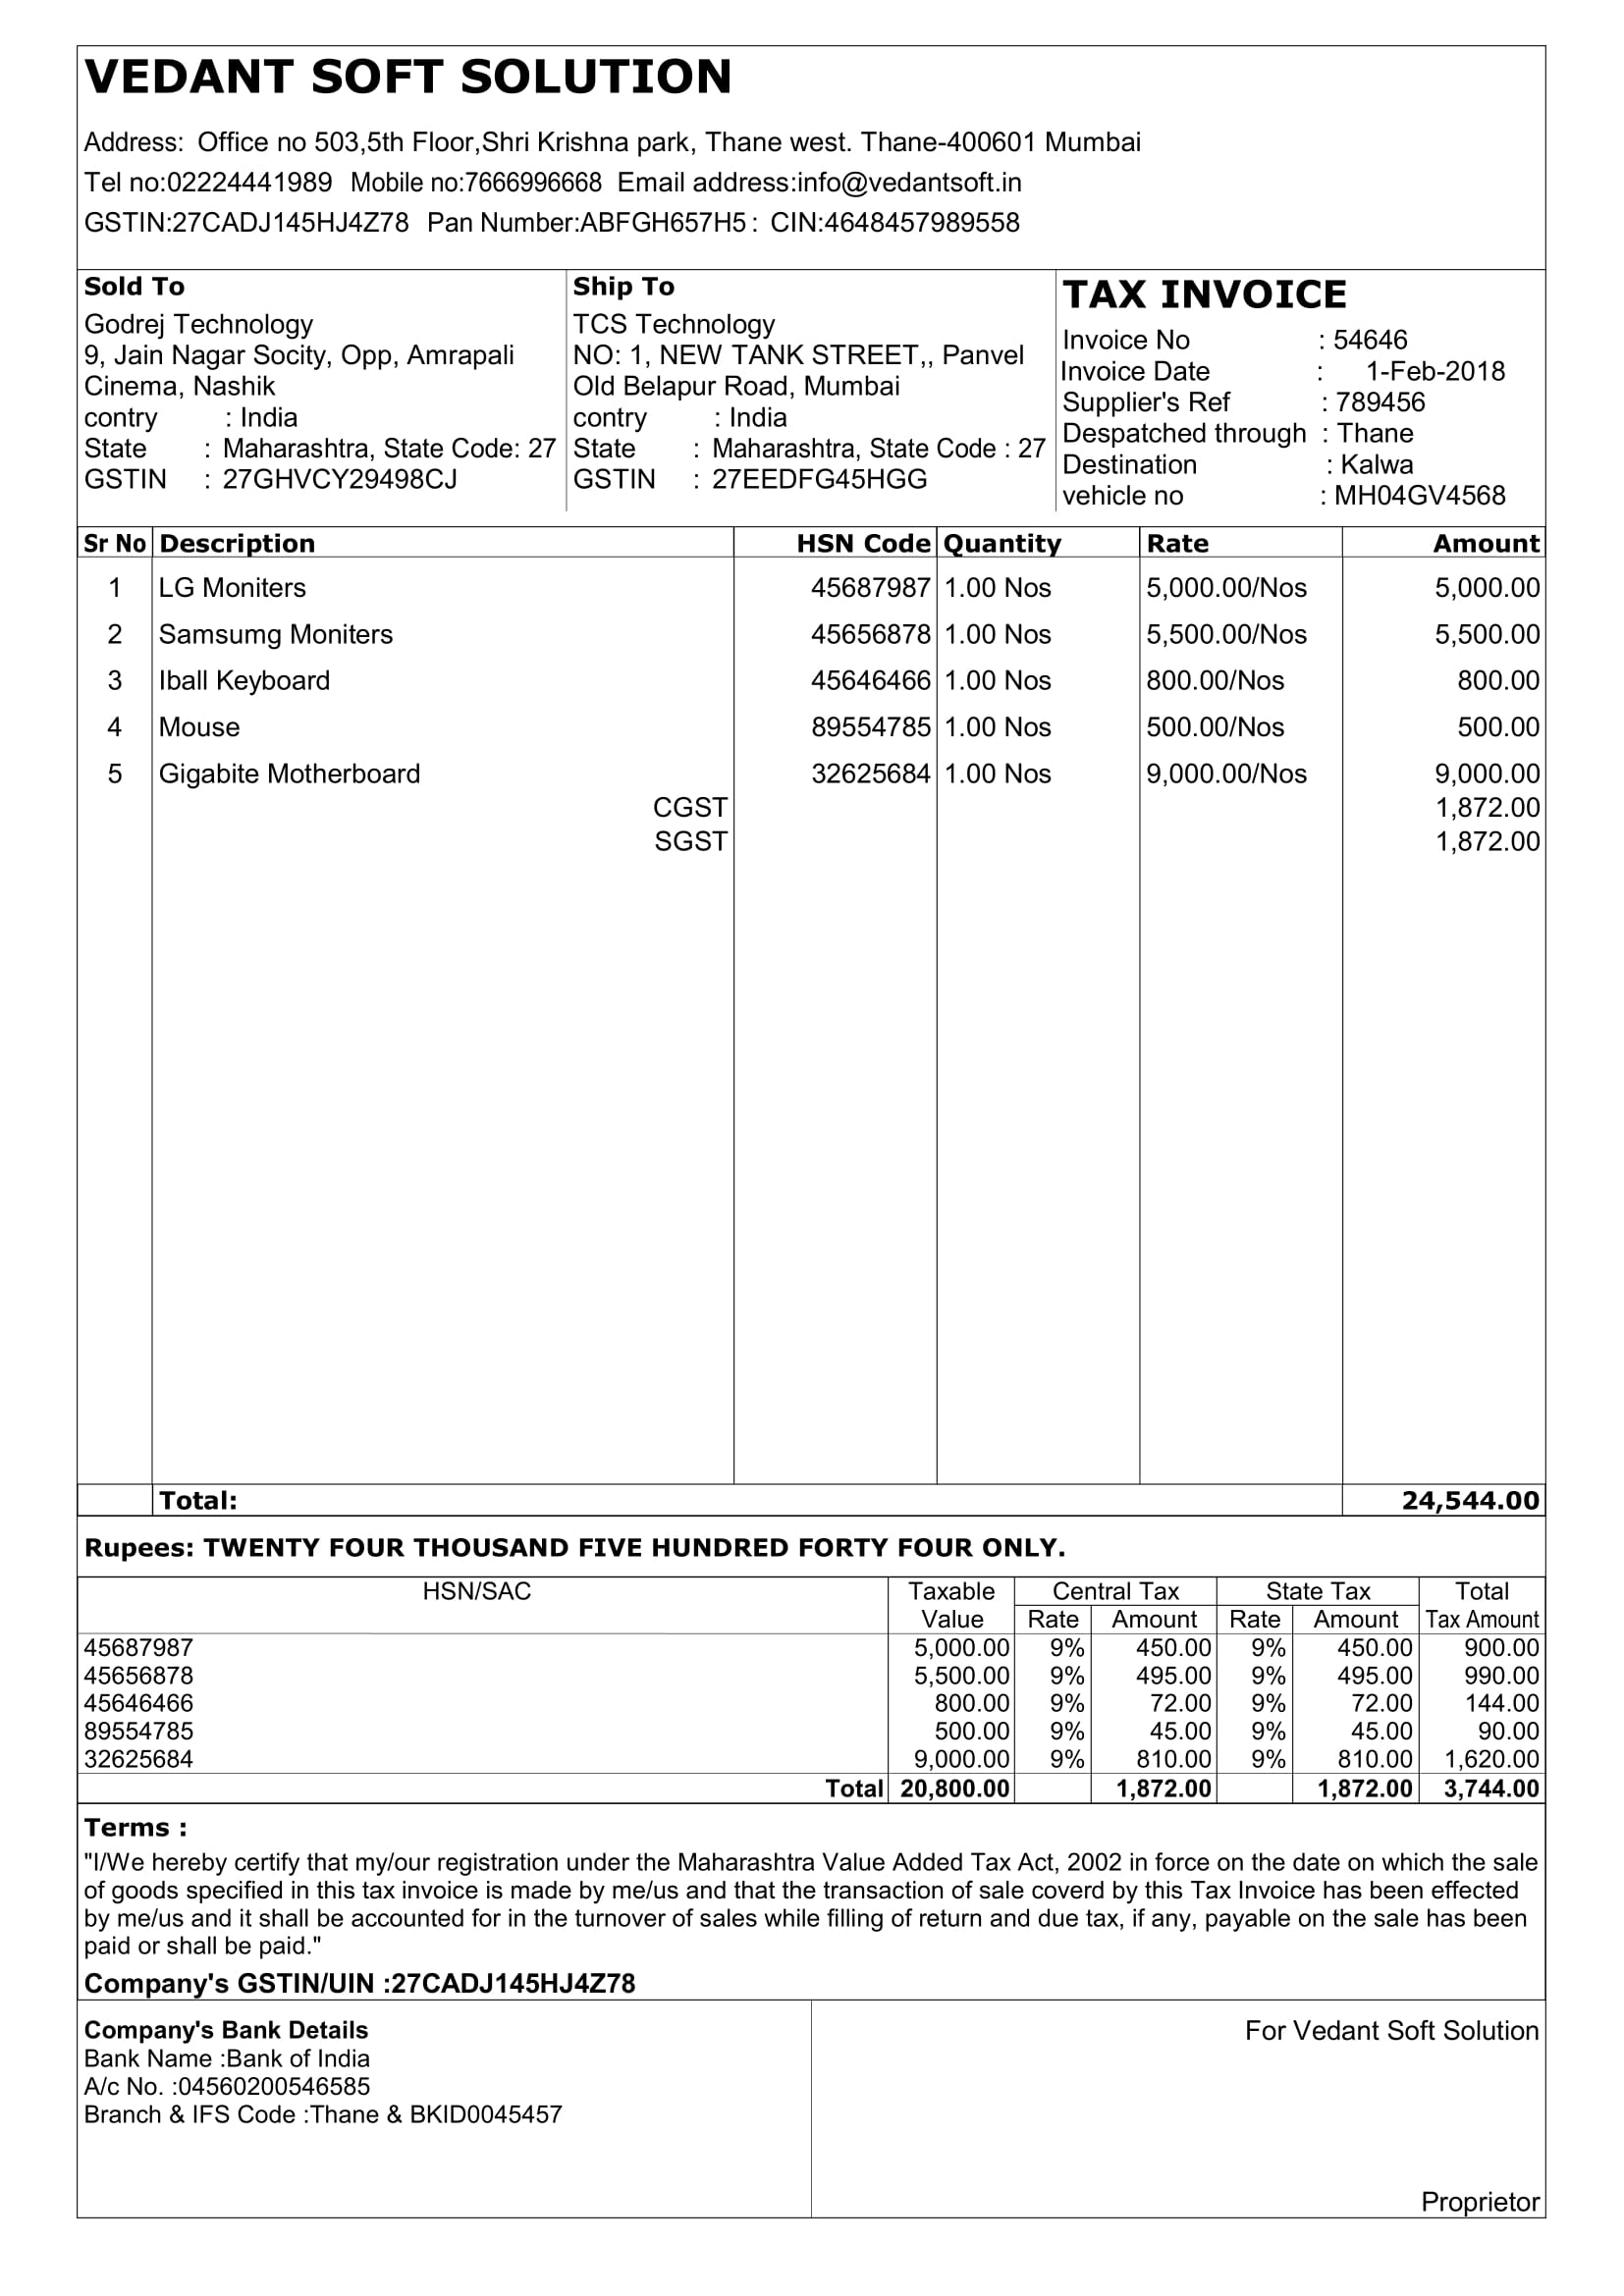 VEDANT SOFT SOLUTION
Address: Office no 503,5th Floor,Shri Krishna park, Thane west. Thane-400601 Mumbai
Tel no:02224441989 Mobile no:7666996668 Email address:info@vedantsoft.in
GSTIN:27CADJ145HJ4Z78 Pan Number:ABFGH657H5 : CIN:4648457989558
Sold To
Godrej Technology
9, Jain Nagar Socity, Opp, Amrapali
Cinema, Nashik
contry : India
State : Maharashtra, State Code: 27
GSTIN : 27GHVCY29498CJ
Ship To
TCS Technology
NO: 1, NEW TANK STREET,, Panvel
Old Belapur Road, Mumbai
contry : India
State : Maharashtra, State Code : 27
GSTIN : 27EEDFG45HGG
TAX INVOICE
Invoice No : 54646
Invoice Date : 1-Feb-2018
Supplier's Ref : 789456
Despatched through : Thane
Destination : Kalwa
vehicle no : MH04GV4568
Sr No Description HSN Code Quantity Rate Amount
1 LG Moniters 45687987 1.00 Nos 5,000.00/Nos 5,000.00
2 Samsumg Moniters 45656878 1.00 Nos 5,500.00/Nos 5,500.00
3 Iball Keyboard 45646466 1.00 Nos 800.00/Nos 800.00
4 Mouse 89554785 1.00 Nos 500.00/Nos 500.00
5 Gigabite Motherboard 32625684 1.00 Nos 9,000.00/Nos 9,000.00
CGST 1,872.00
SGST 1,872.00
Total: 24,544.00
Rupees: TWENTY FOUR THOUSAND FIVE HUNDRED FORTY FOUR ONLY.
HSN/SAC Taxable Central Tax State Tax Total
Value Rate Amount Rate Amount Tax Amount
45687987 5,000.00 9% 450.00 9% 450.00 900.00
45656878 5,500.00 9% 495.00 9% 495.00 990.00
45646466 800.00 9% 72.00 9% 72.00 144.00
89554785 500.00 9% 45.00 9% 45.00 90.00
32625684 9,000.00 9% 810.00 9% 810.00 1,620.00
Total 20,800.00 1,872.00 1,872.00 3,744.00
Terms :
"I/We hereby certify that my/our registration under the Maharashtra Value Added Tax Act, 2002 in force on the date on which the sale
of goods specified in this tax invoice is made by me/us and that the transaction of sale coverd by this Tax Invoice has been effected
by me/us and it shall be accounted for in the turnover of sales while filling of return and due tax, if any, payable on the sale has been
paid or shall be paid."
Company's GSTIN/UIN :27CADJ145HJ4Z78
Company's Bank Details
Bank Name :Bank of India
A/c No. :04560200546585
Branch & IFS Code :Thane & BKID0045457
For Vedant Soft Solution
Proprietor